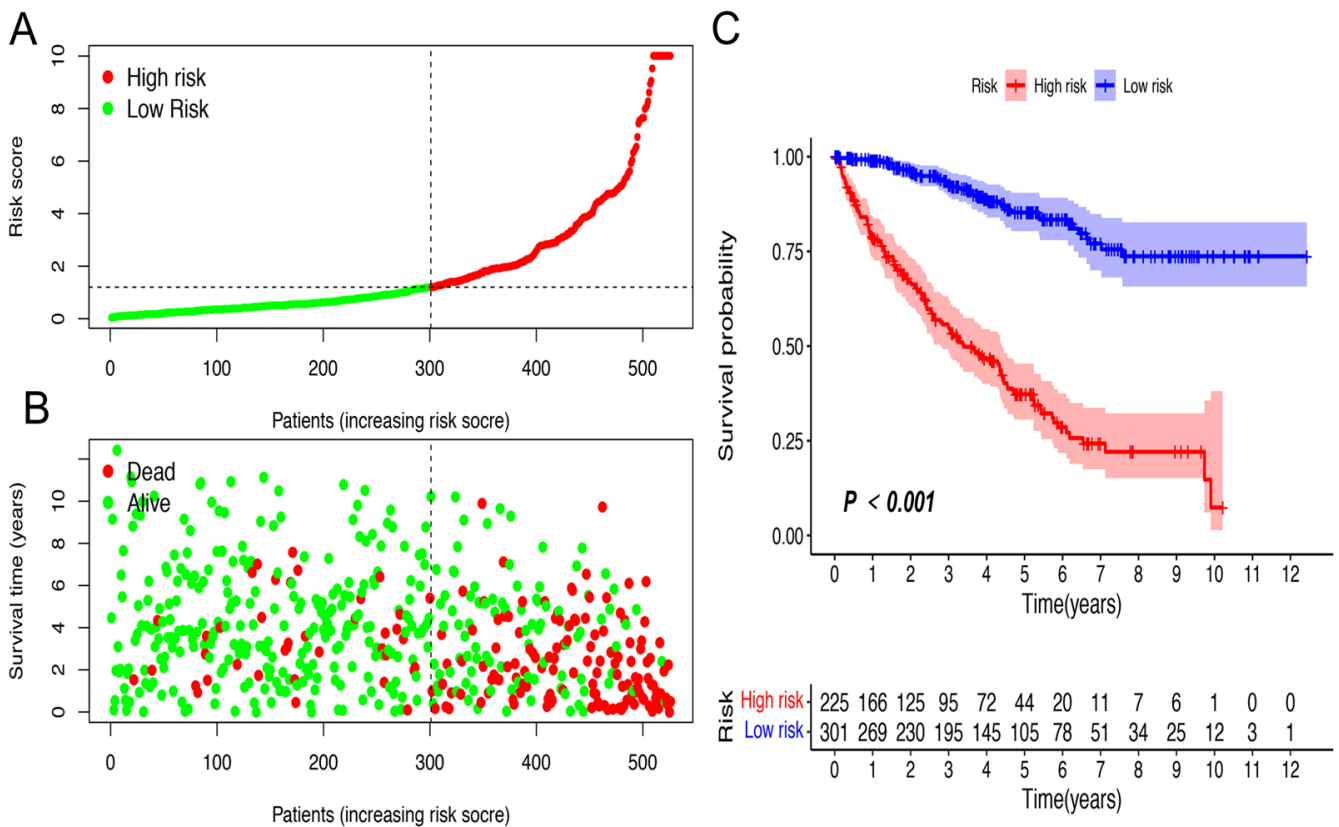 A
High risk
Low Risk
Risk score
0 2 4 6 8 10
0 100 200 300 400 500
Patients (increasing risk socre)
B
Dead
Alive
Survival time (years)
0 2 4 6 8 10
0 100 200 300 400 500
Patients (increasing risk socre)
C
Risk High risk Low risk
Survival probability
1.00
0.75
0.50
0.25
0.00
P < 0.001
0 1 2 3 4 5 6 7 8 9 10 11 12
Time(years)
Risk
High risk 225 166 125 95 72 44 20 11 7 6 1 0 0
Low risk 301 269 230 195 145 105 78 51 34 25 12 3 1
0 1 2 3 4 5 6 7 8 9 10 11 12
Time(years)